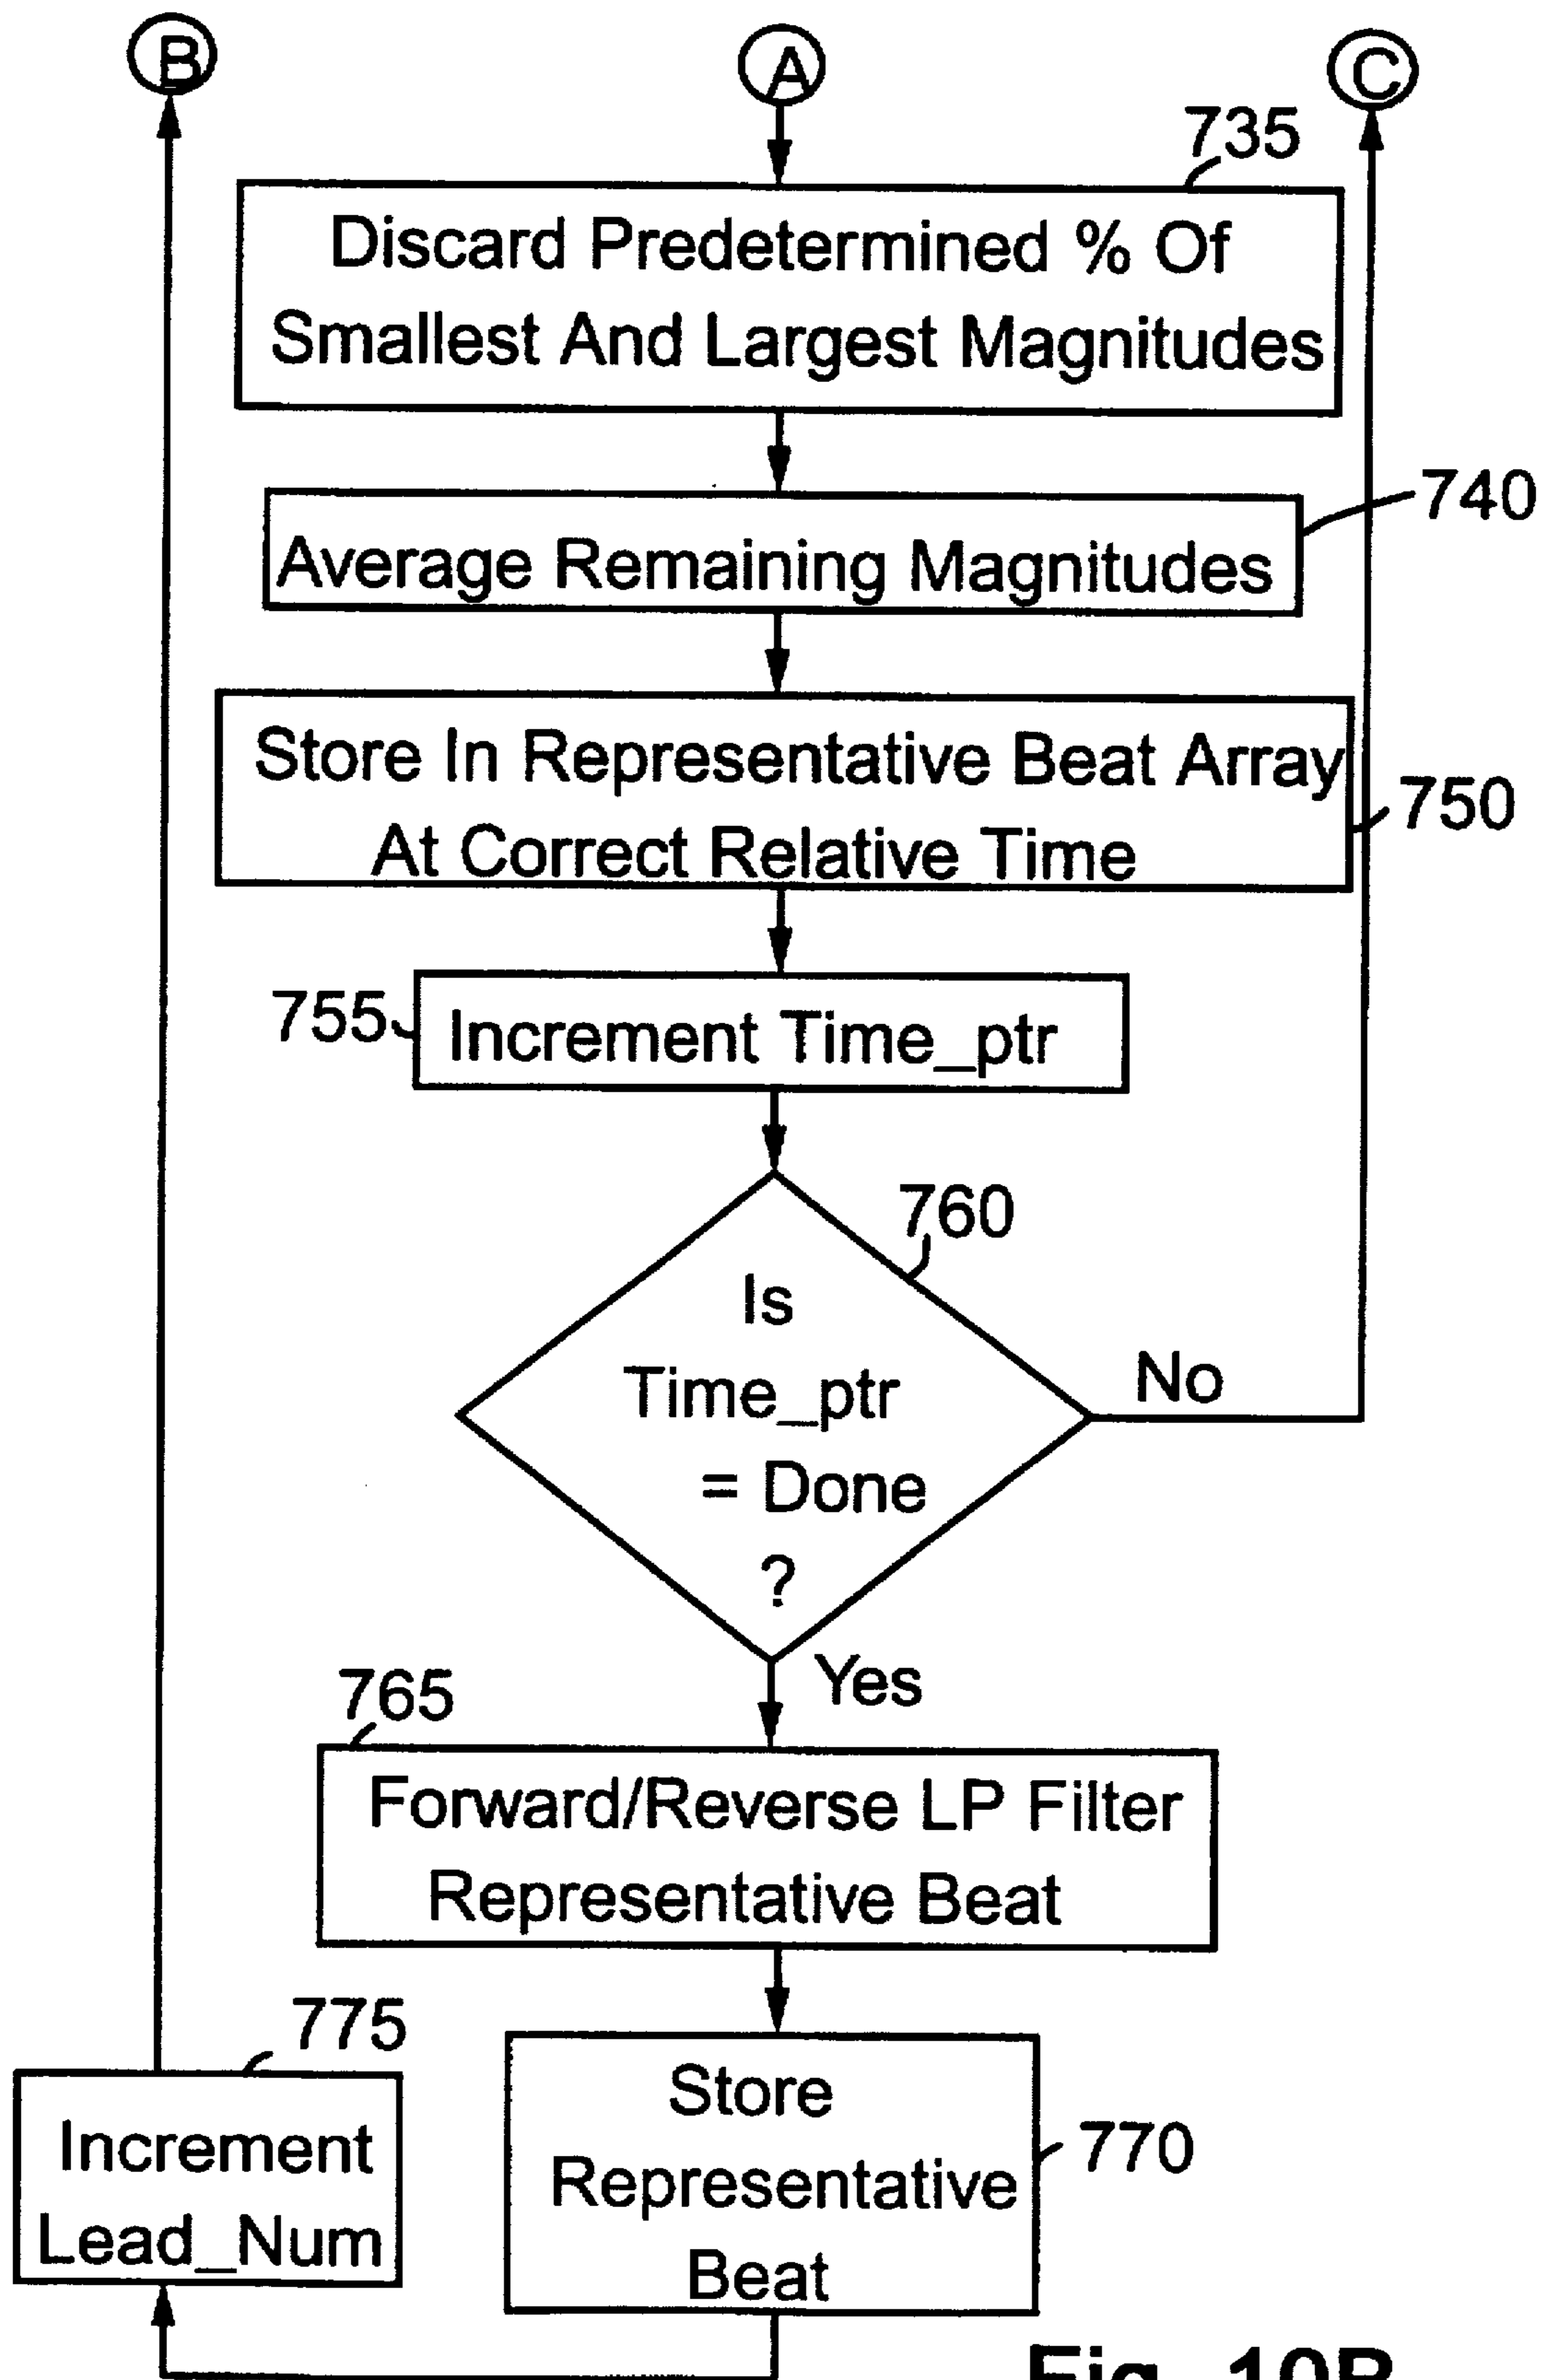 B
A
C
735
Discard Predetermined % Of
Smallest And Largest Magnitudes
740
Average Remaining Magnitudes
Store In Representative Beat Array
At Correct Relative Time
750
755
Increment Time_ptr
760
Is
Time_ptr
= Done
?
No
Yes
765
Forward/Reverse LP Filter
Representative Beat
775
Increment
Lead_Num
Store
Representative
Beat
770
Fig. 10B